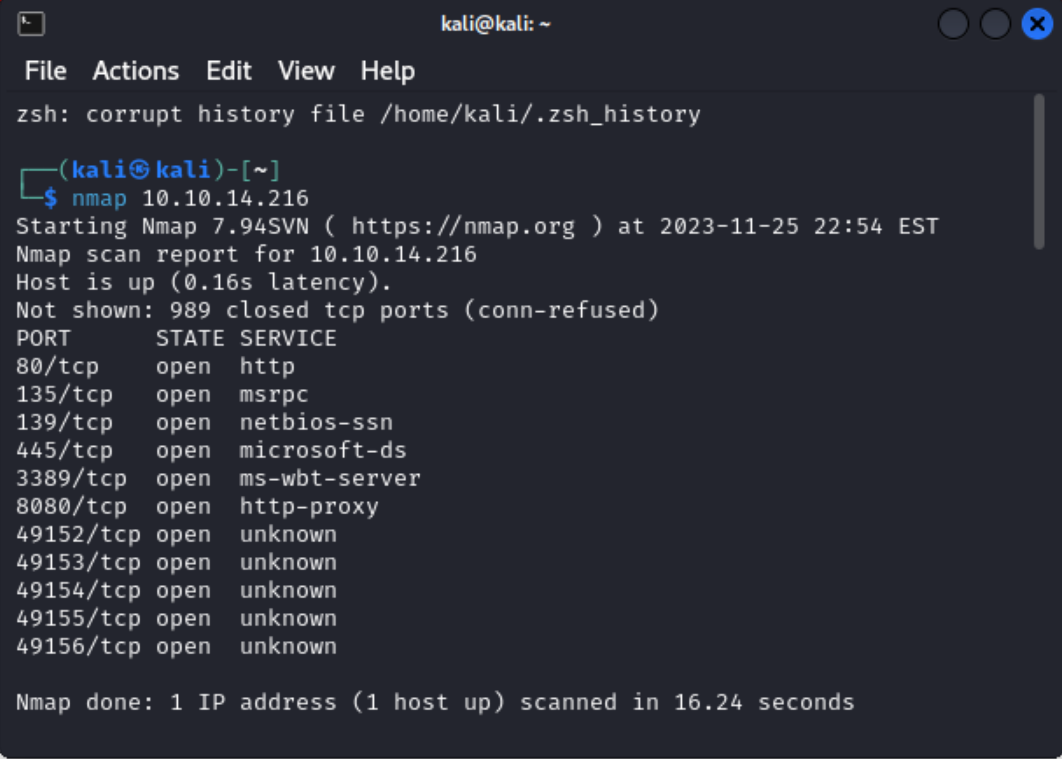 kali@kali: ~
File Actions Edit View Help
zsh: corrupt history file /home/kali/.zsh_history
┌──(kali㉿kali)-[~]
└─$ nmap 10.10.14.216
Starting Nmap 7.94SVN ( https://nmap.org ) at 2023-11-25 22:54 EST
Nmap scan report for 10.10.14.216
Host is up (0.16s latency).
Not shown: 989 closed tcp ports (conn-refused)
PORT      STATE SERVICE
80/tcp    open  http
135/tcp   open  msrpc
139/tcp   open  netbios-ssn
445/tcp   open  microsoft-ds
3389/tcp  open  ms-wbt-server
8080/tcp  open  http-proxy
49152/tcp open  unknown
49153/tcp open  unknown
49154/tcp open  unknown
49155/tcp open  unknown
49156/tcp open  unknown
Nmap done: 1 IP address (1 host up) scanned in 16.24 seconds